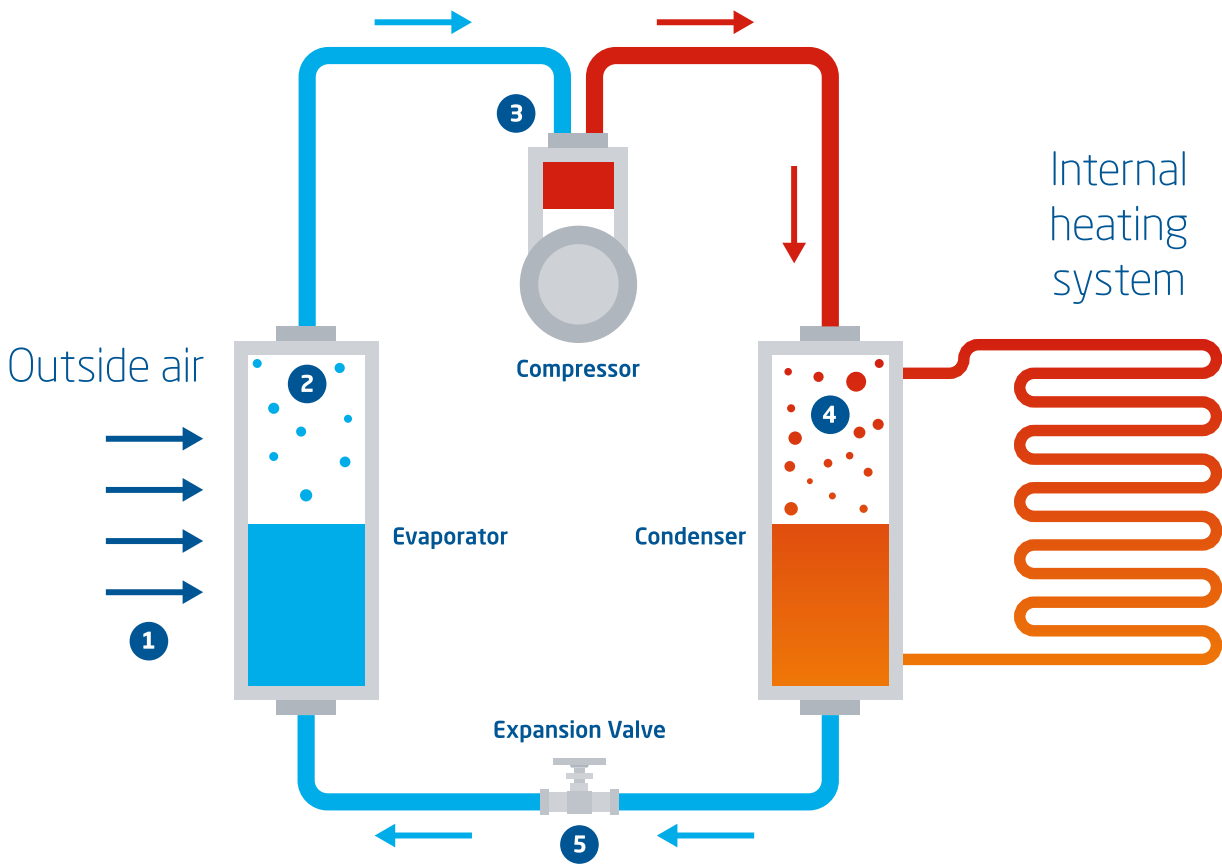 3
Internal
heating
system
Outside air
2
Compressor
4
Evaporator
Condenser
1
Expansion Valve
5